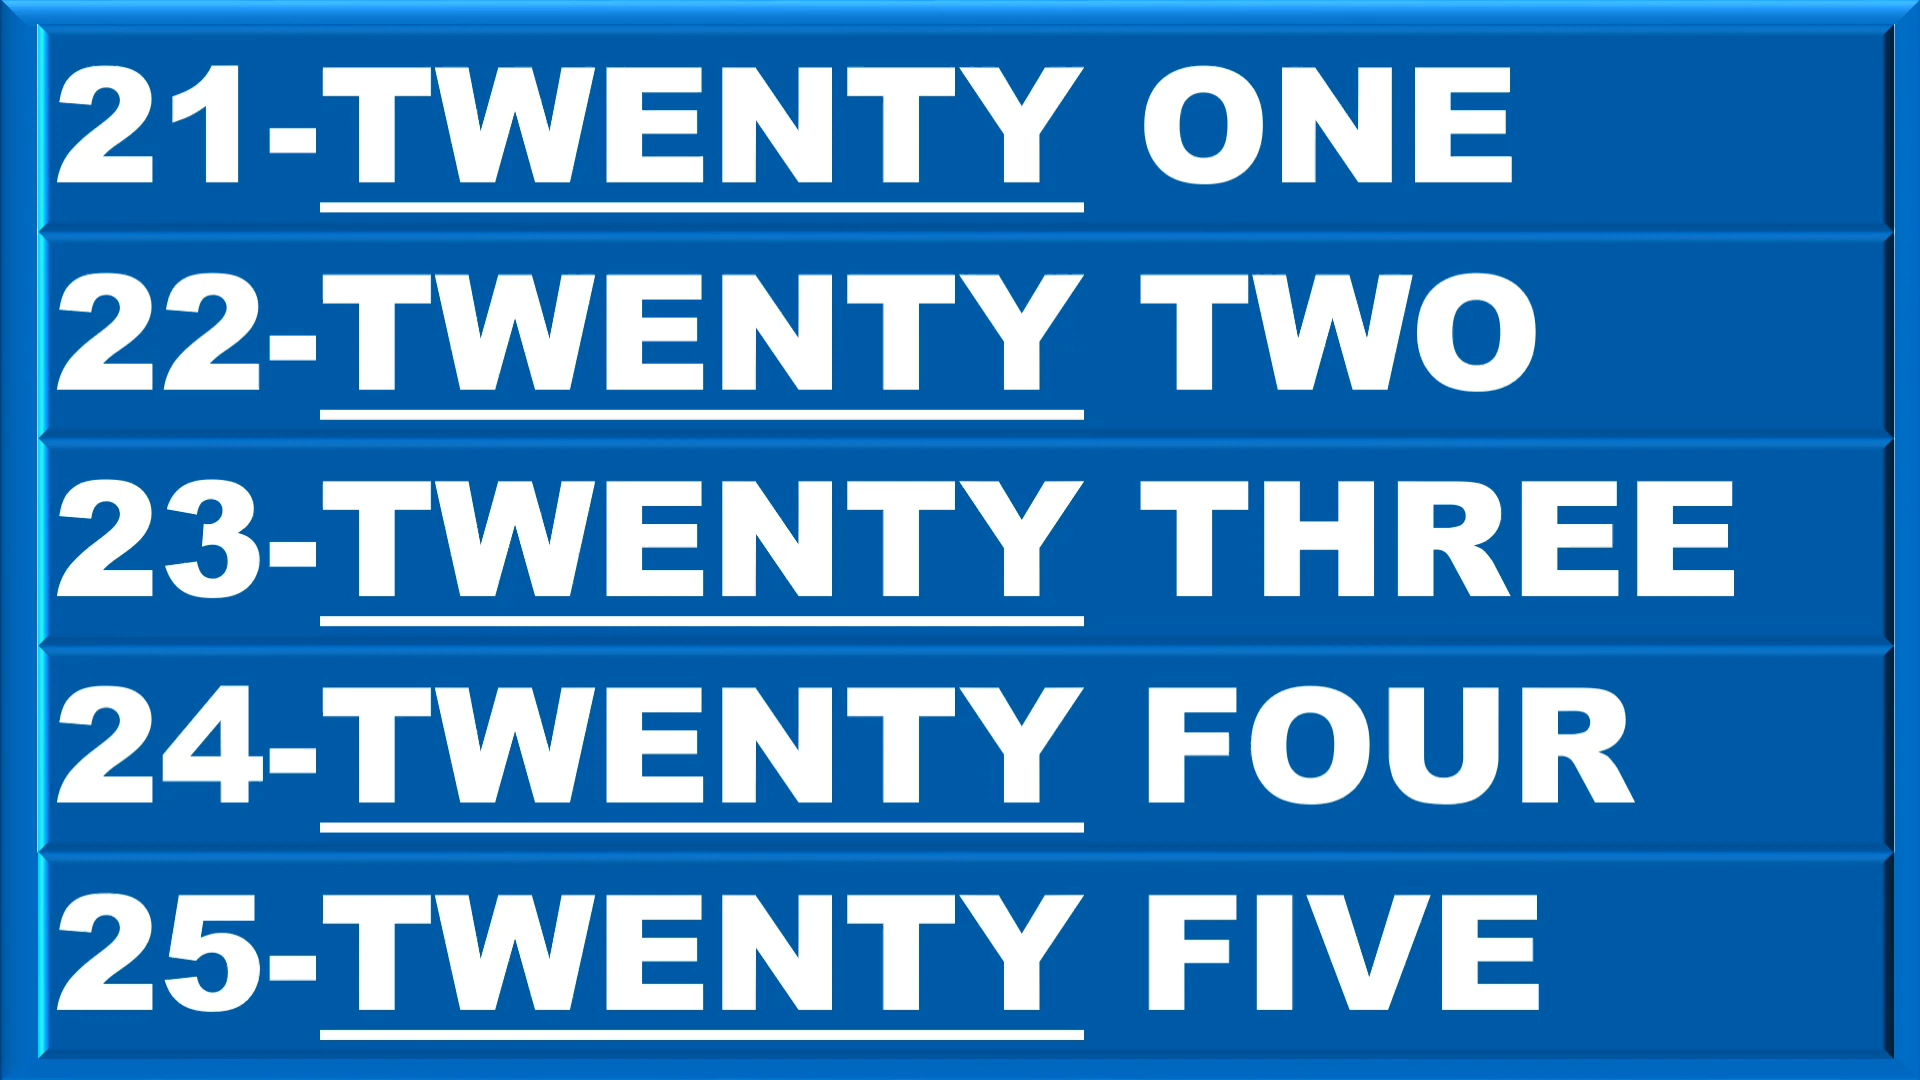 21-TWENTY ONE
22-TWENTY TWO
23-TWENTY THREE
24-TWENTY FOUR
25-TWENTY FIVE